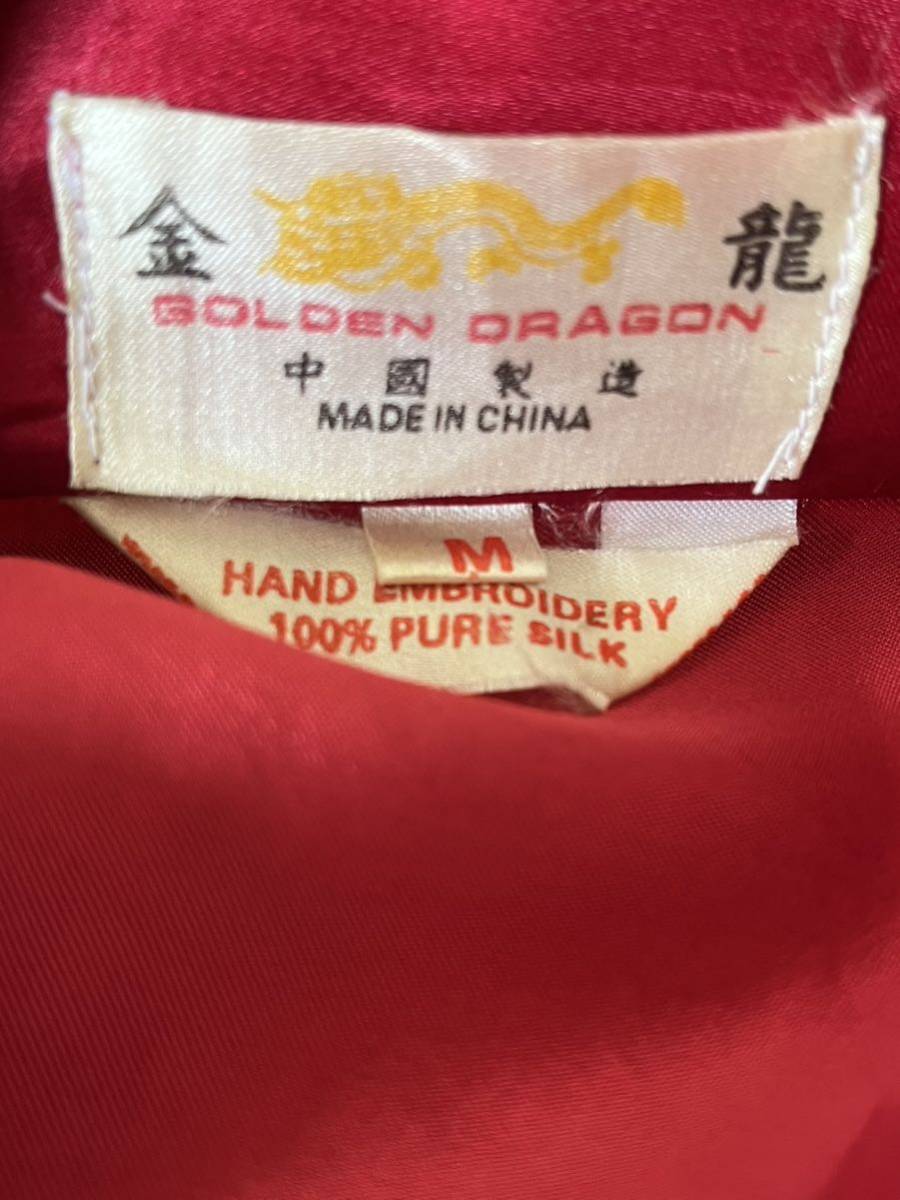 金 龍
GOLDEN DRAGON
中國製造
MADE IN CHINA
M
HAND EMBROIDERY
100% PURE SILK